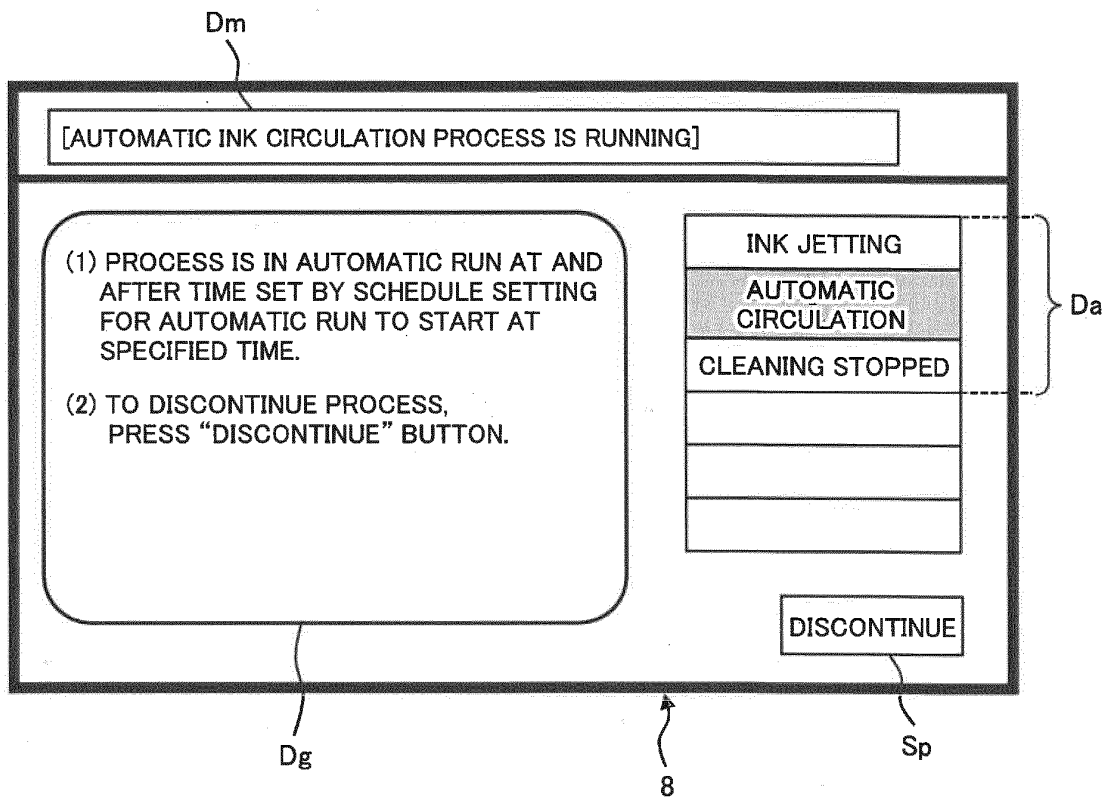 Dm
[AUTOMATIC INK CIRCULATION PROCESS IS RUNNING]
(1) PROCESS IS IN AUTOMATIC RUN AT AND
AFTER TIME SET BY SCHEDULE SETTING
FOR AUTOMATIC RUN TO START AT
SPECIFIED TIME.
(2) TO DISCONTINUE PROCESS,
PRESS “DISCONTINUE” BUTTON.
INK JETTING
AUTOMATIC
CIRCULATION
CLEANING STOPPED
Da
DISCONTINUE
Dg
8
Sp